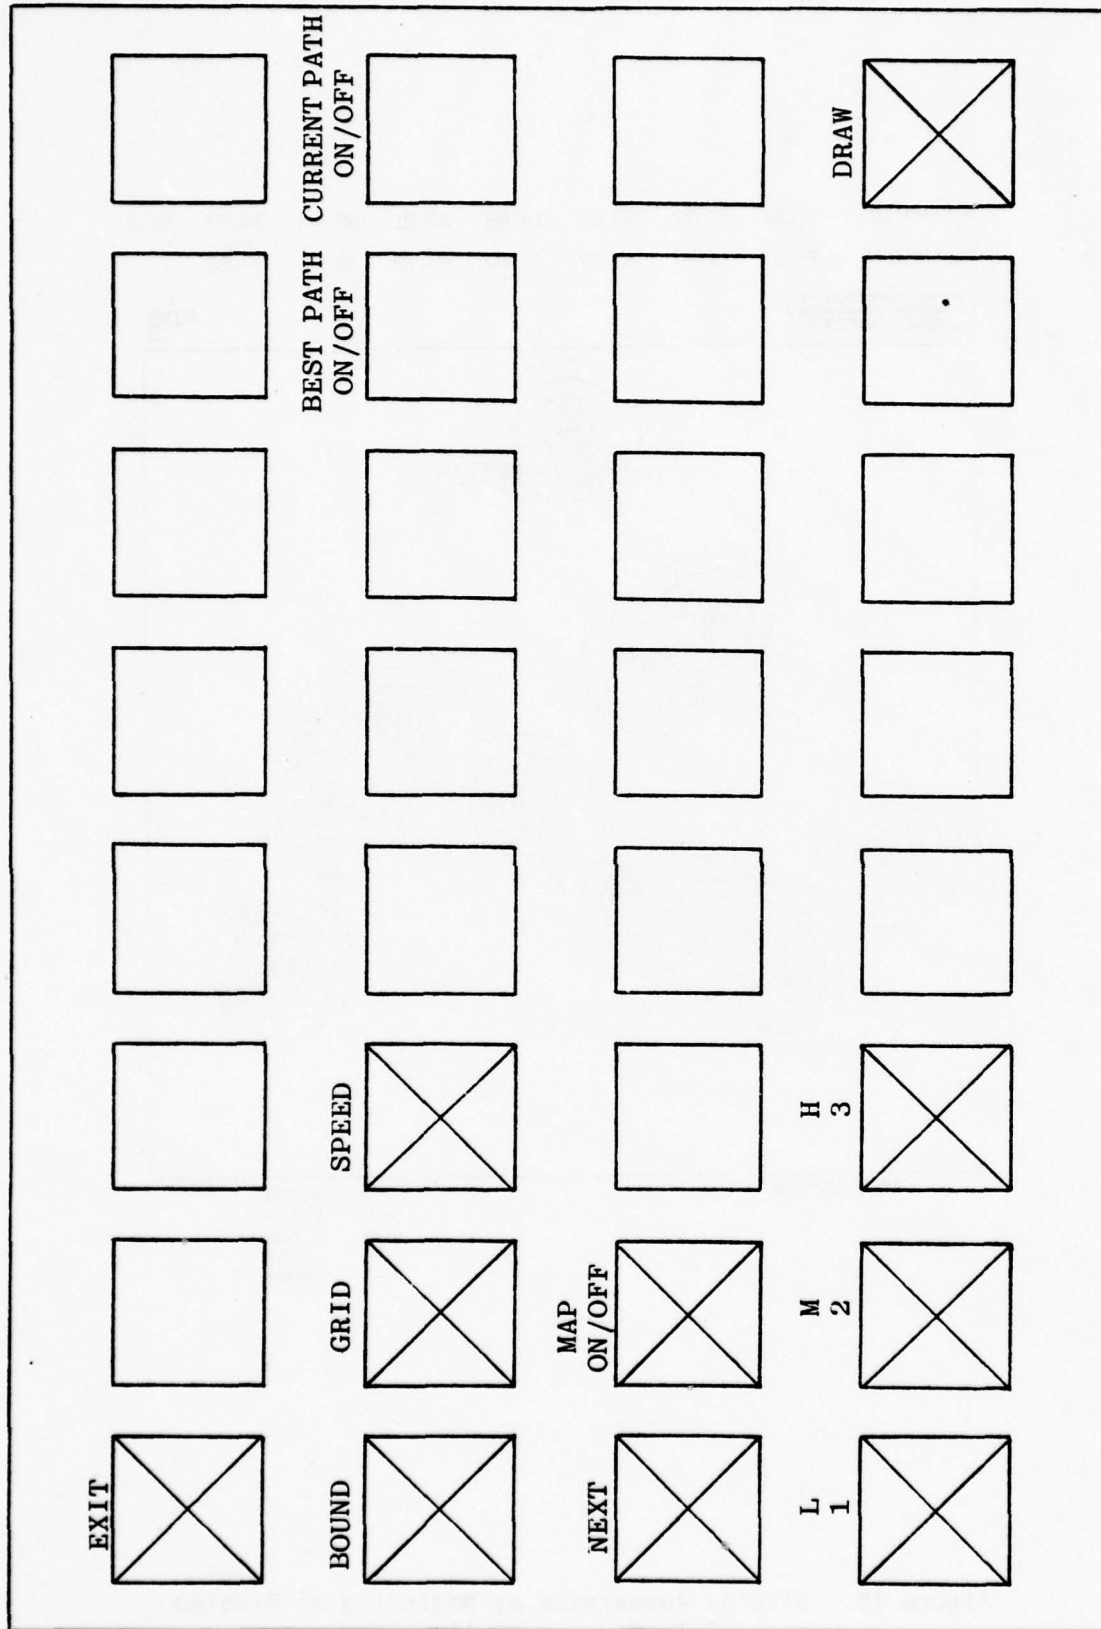 EXIT
BOUND
GRID
SPEED
BEST PATH
ON/OFF
CURRENT PATH
ON/OFF
NEXT
MAP
ON/OFF
L
1
M
2
H
3
DRAW